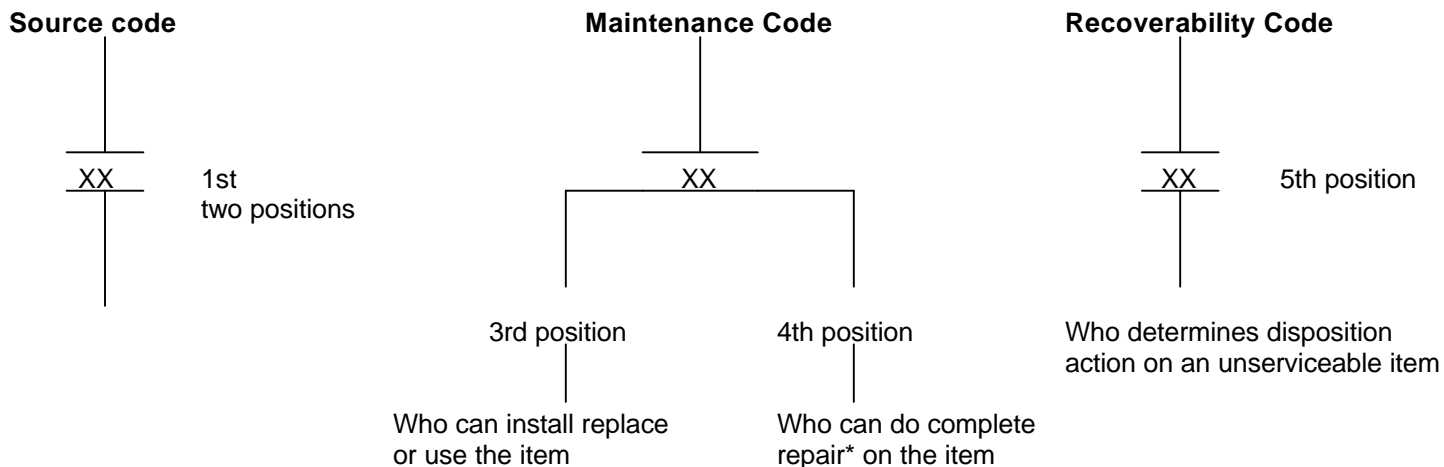 Source code
Maintenance Code
Recoverability Code
XX
1st
two positions
XX
XX
5th position
3rd position
4th position
Who determines disposition
action on an unserviceable item
Who can install replace
or use the item
Who can do complete
repair* on the item